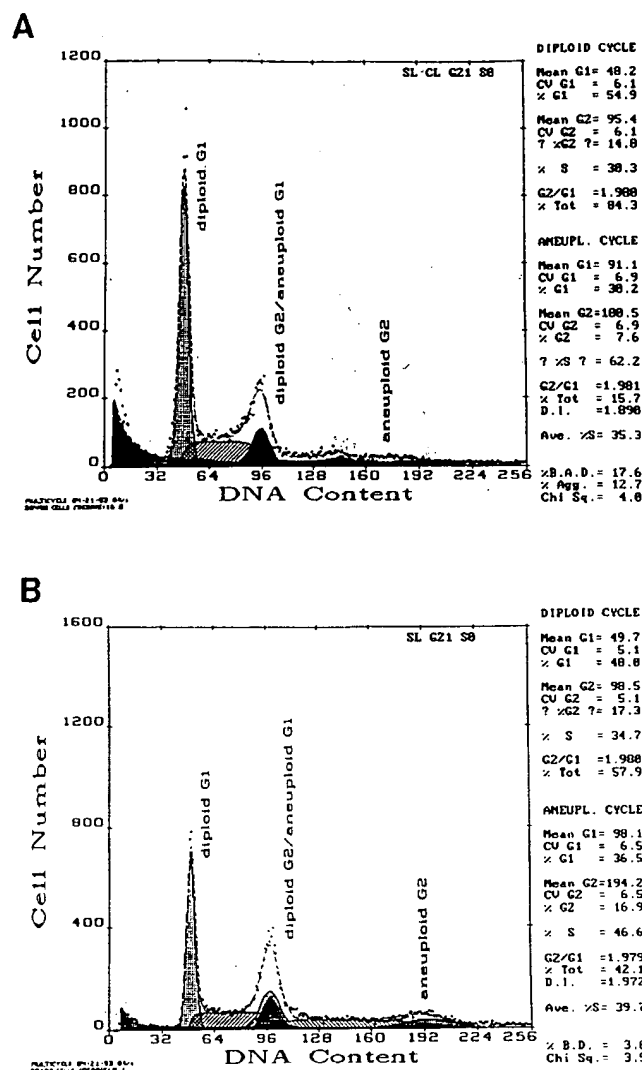 A
1200
1000
800
600
400
200
0
Cell Number
SL-CL G21 S0
diploid G1
diploid G2/aneuploid G1
aneuploid G2
0 32 64 96 128 160 192 224 256
DNA Content
DIPLOID CYCLE
Mean G1= 48.2
CV G1 = 6.1
% G1 = 54.9
Mean G2= 95.4
CV G2 = 6.1
? %G2 ?= 14.8
% S = 30.3
G2/G1 =1.980
% Tot = 84.3
ANEUPL. CYCLE
Mean G1= 91.1
CV G1 = 6.9
% G1 = 30.2
Mean G2=180.5
CV G2 = 6.9
% G2 = 7.6
? %S ? = 62.2
G2/G1 =1.981
% Tot = 15.7
D.I. =1.890
Ave. %S= 35.3
%B.A.D.= 17.6
% Agg. = 12.7
Chi Sq.= 4.0
B
1600
1200
800
400
0
Cell Number
SL G21 S0
diploid G1
diploid G2/aneuploid G1
aneuploid G2
0 32 64 96 128 160 192 224 256
DNA Content
DIPLOID CYCLE
Mean G1= 49.7
CV G1 = 5.1
% G1 = 48.0
Mean G2= 98.5
CV G2 = 5.1
? %G2 ?= 17.3
% S = 34.7
G2/G1 =1.980
% Tot = 57.9
ANEUPL. CYCLE
Mean G1= 98.1
CV G1 = 6.5
% G1 = 36.5
Mean G2=194.2
CV G2 = 6.5
% G2 = 16.9
% S = 46.6
G2/G1 =1.979
% Tot = 42.1
D.I. =1.972
Ave. %S= 39.7
% B.D. =
Chi Sq.=